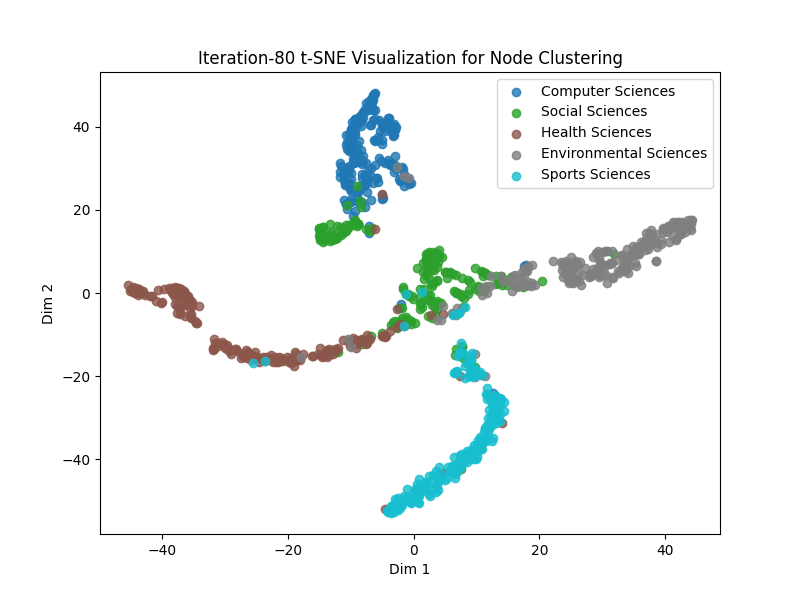 Iteration-80 t-SNE Visualization for Node Clustering
Computer Sciences
Social Sciences
Health Sciences
Environmental Sciences
Sports Sciences
40
20
0
−20
−40
Dim 2
−40
−20
0
20
40
Dim 1